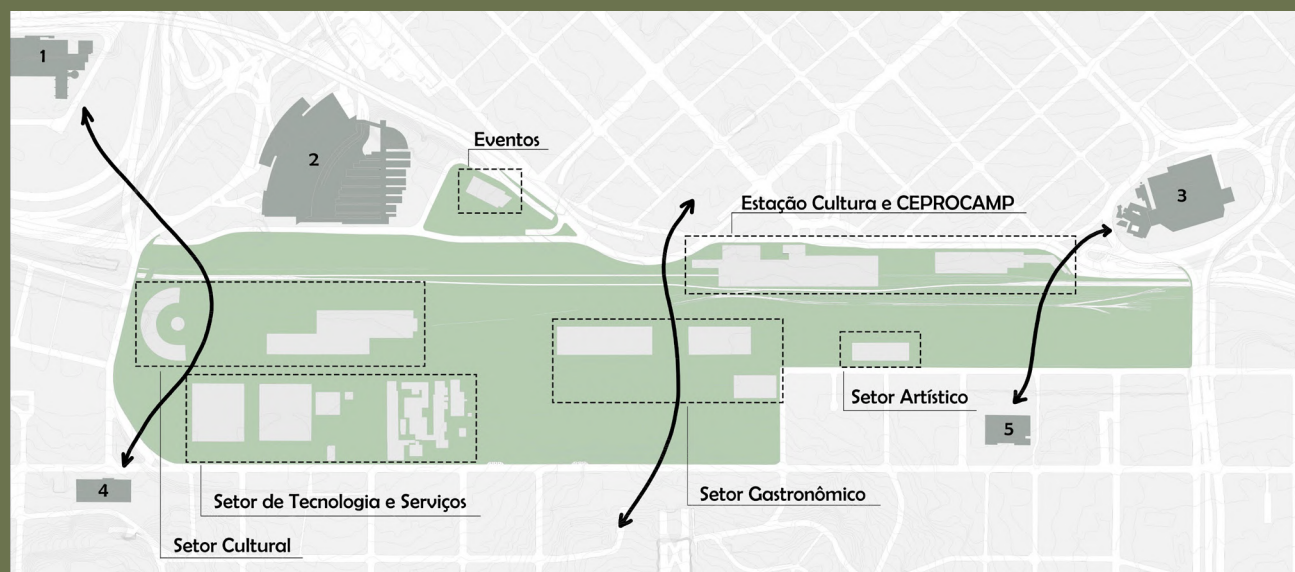 1
2
Eventos
3
Estação Cultura e CEPROCAMP
Setor Artístico
5
4
Setor de Tecnologia e Serviços
Setor Gastronômico
Setor Cultural